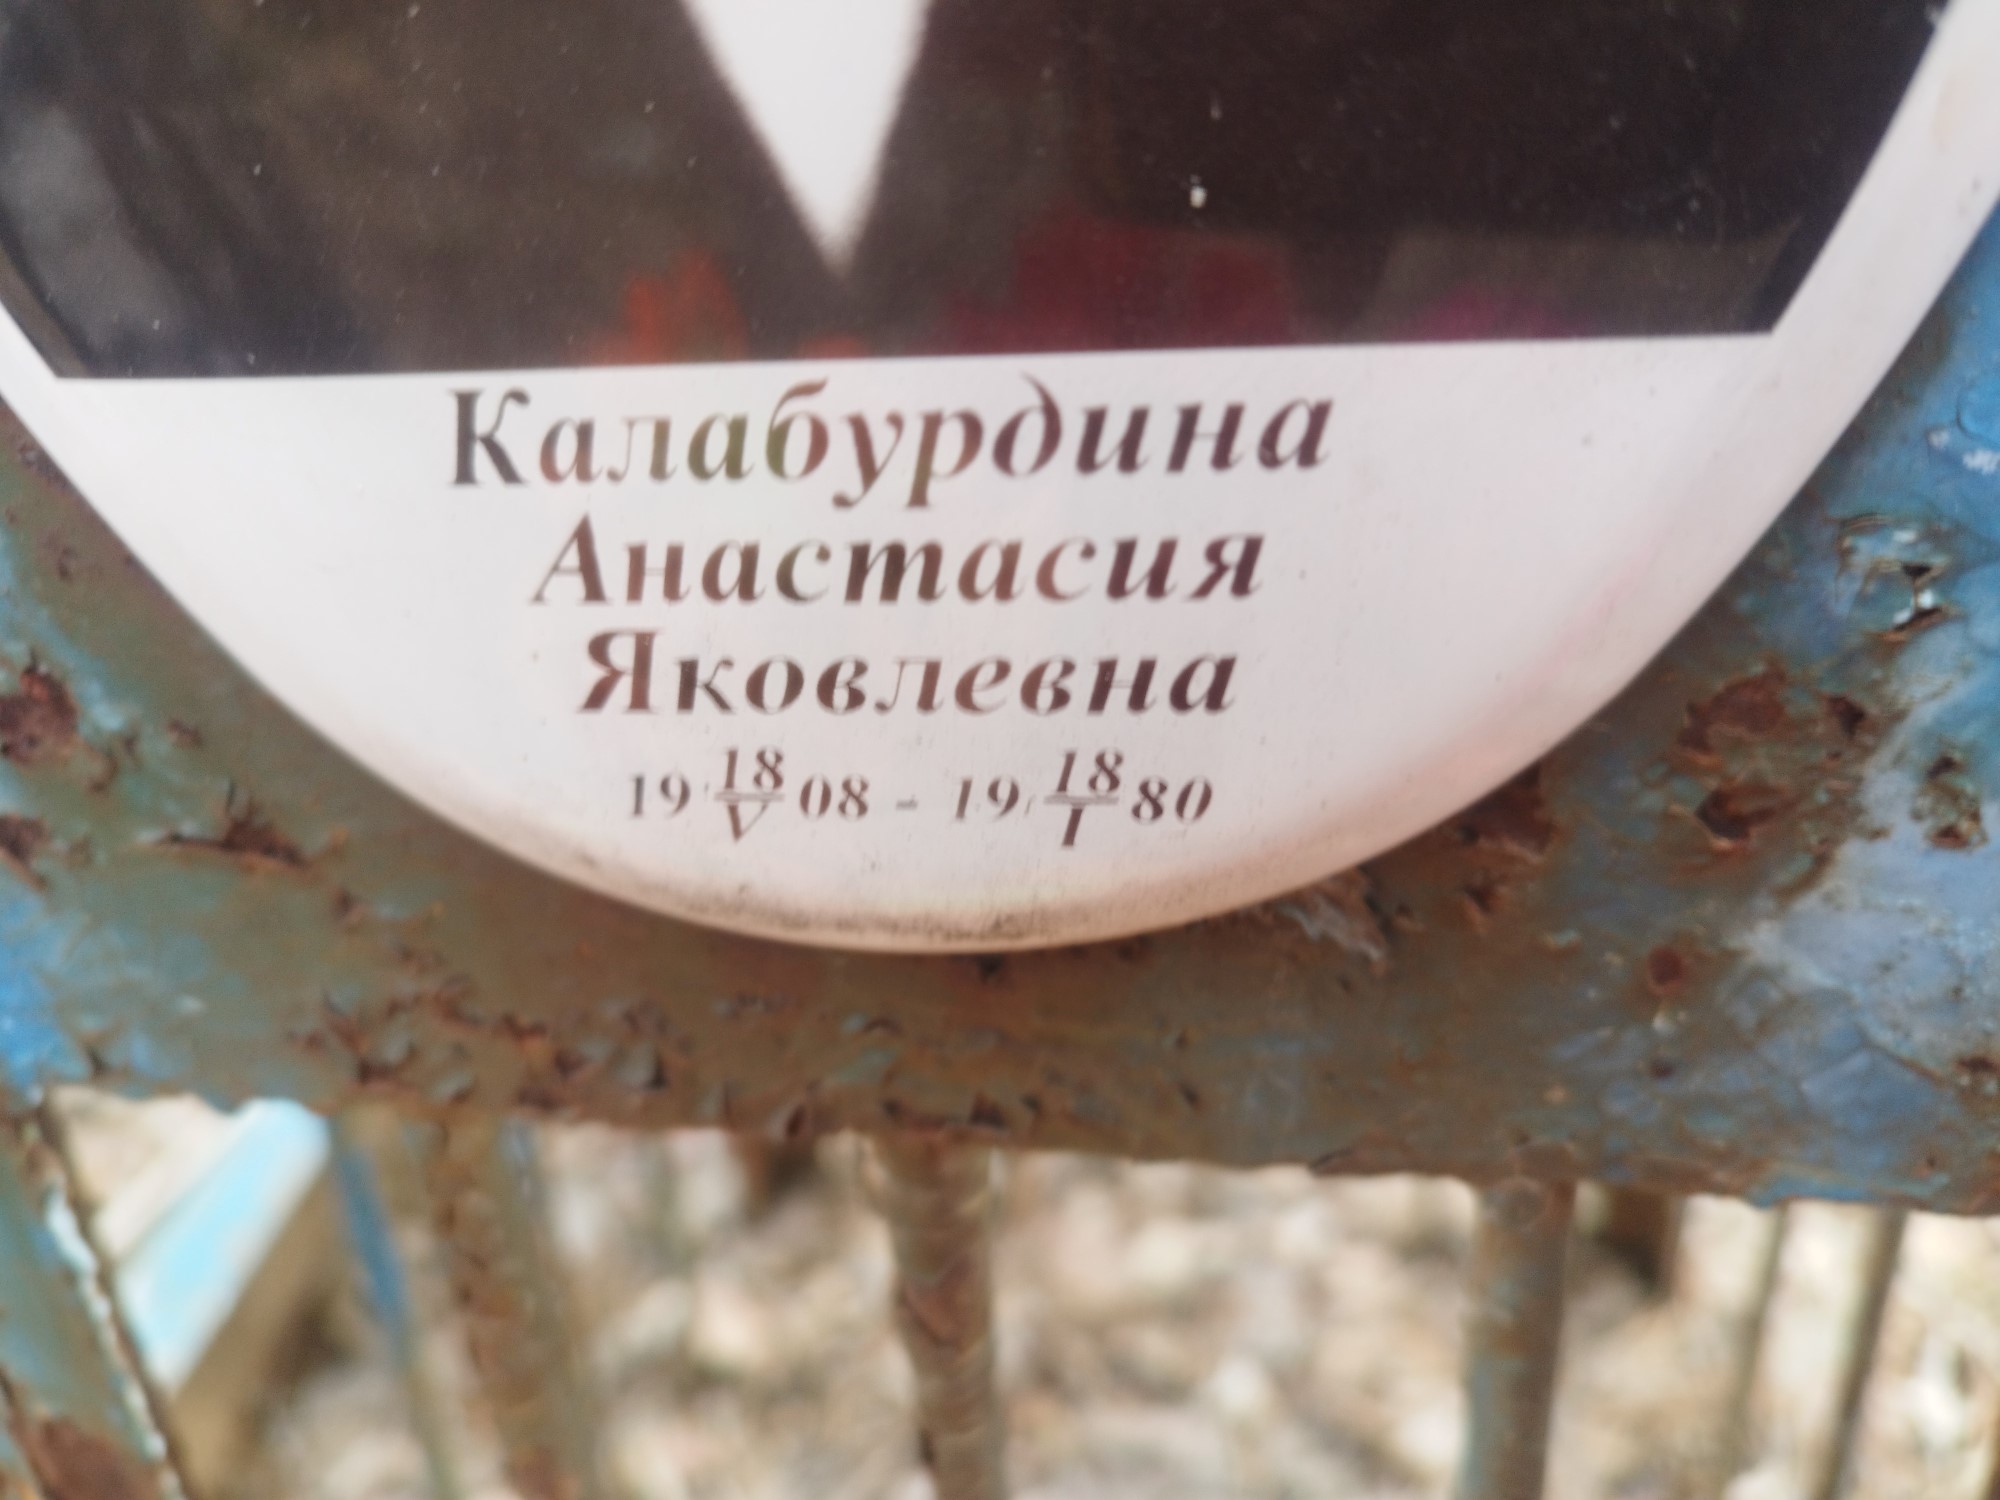 Калабурдина
Анастасия
Яковлевна
19 18/V 08 - 19 18/I 80